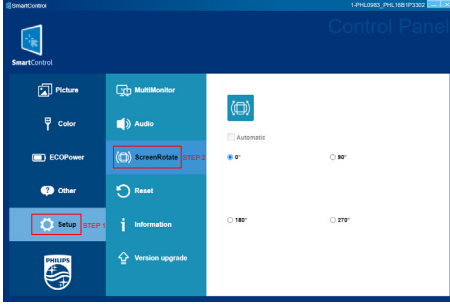 SmartControl
1-PHL0983_PHL16B1P3302
Control Panel
SmartControl
Picture
Color
ECOPower
Other
Setup STEP 1
PHILIPS
MultiMonitor
Audio
ScreenRotate STEP 2
Reset
Information
Version upgrade
Automatic
0° 90°
180° 270°